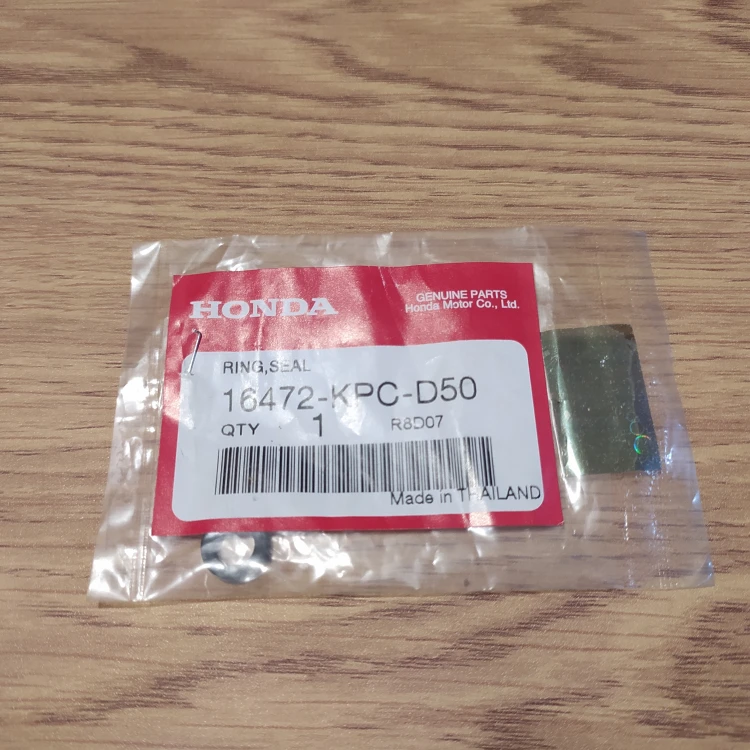 HONDA
GENUINE PARTS
Honda Motor Co., Ltd.
RING,SEAL
16472-KPC-D50
QTY 1 R8D07
Made in THAILAND